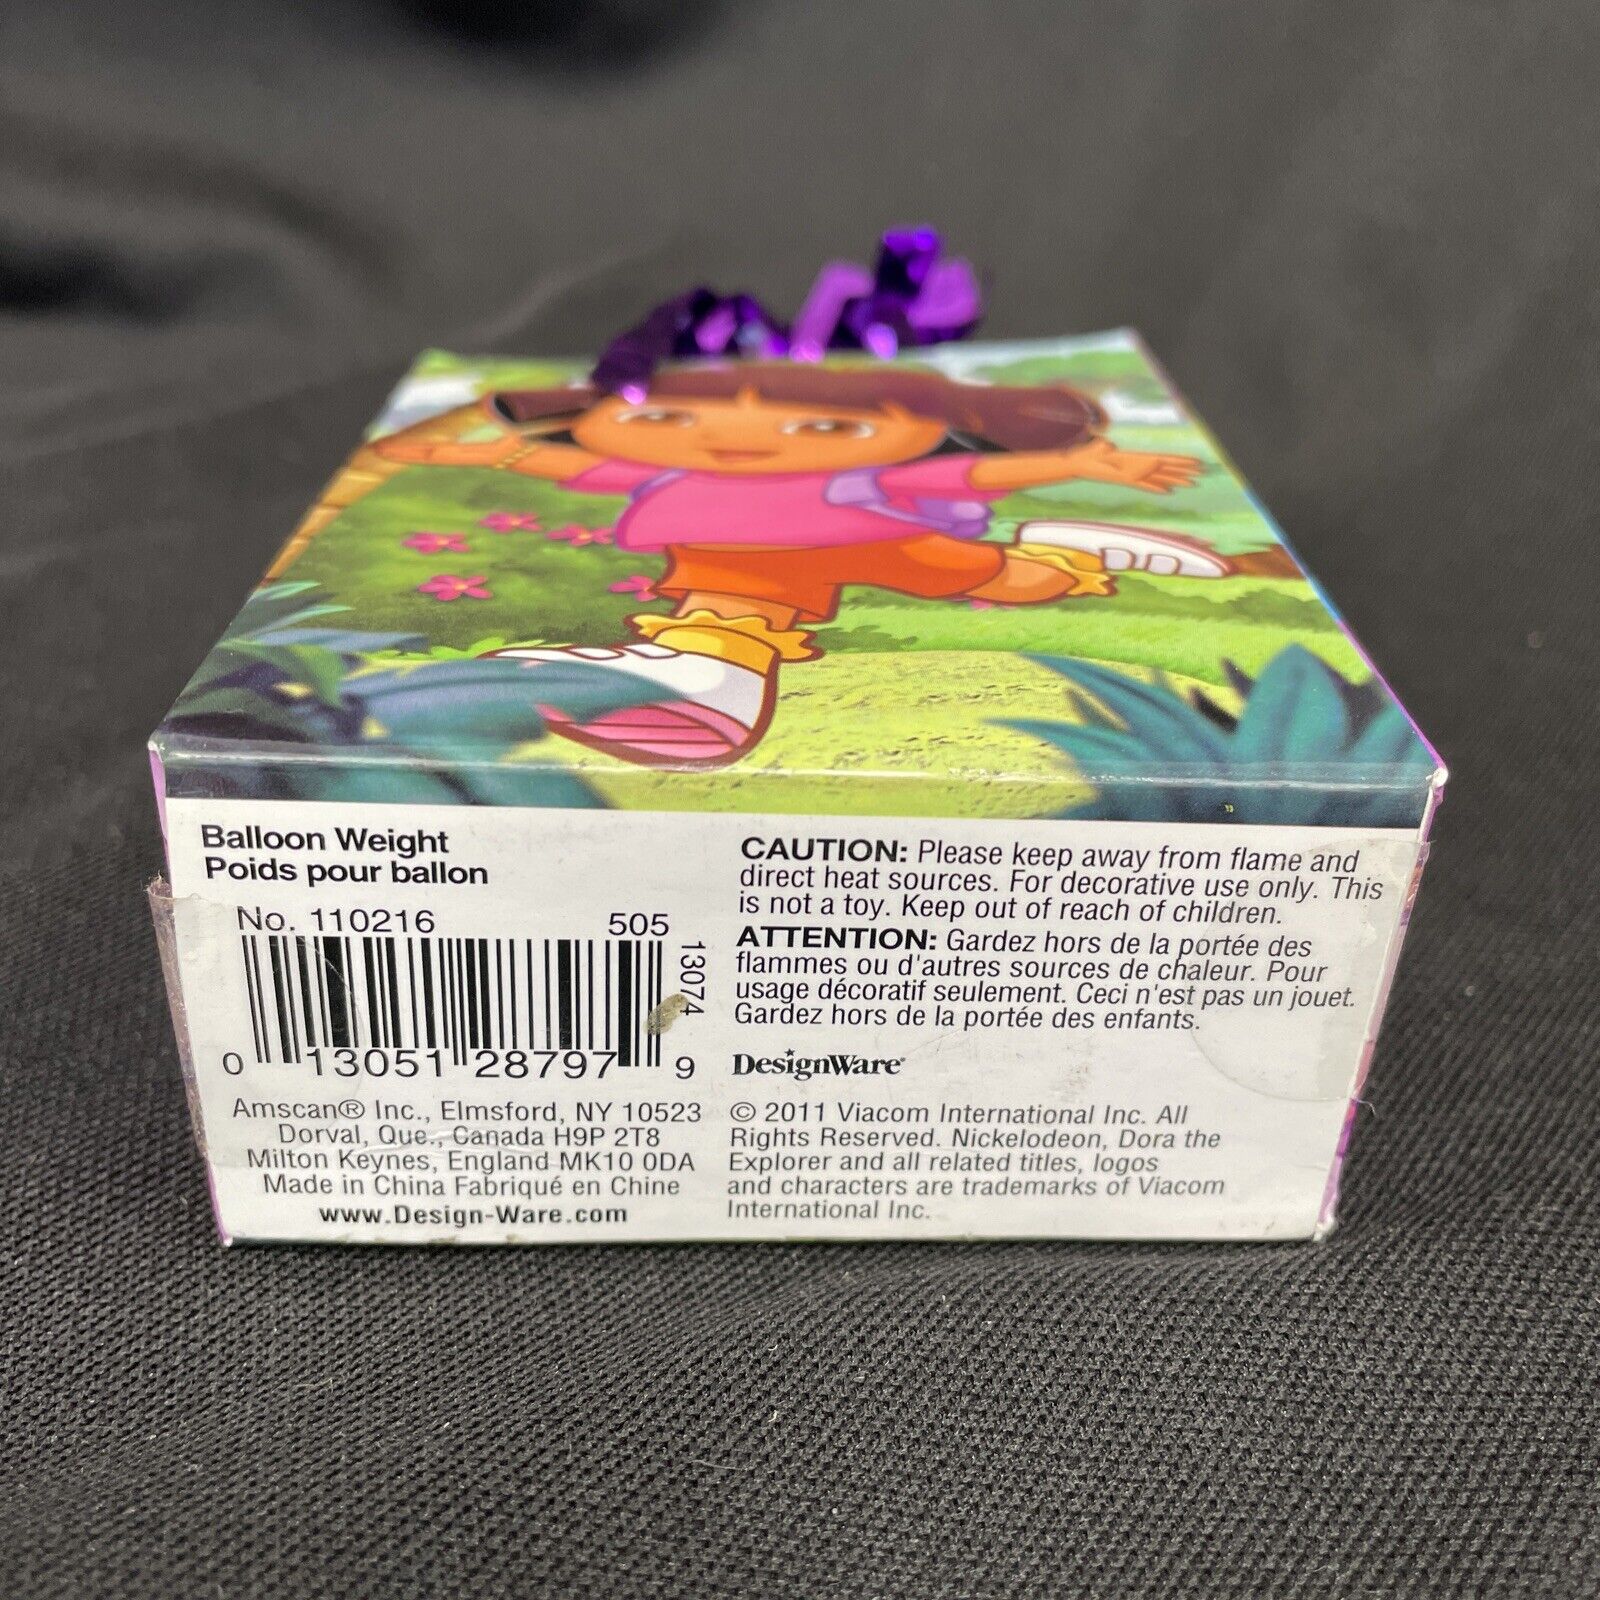 Balloon Weight
Poids pour ballon
No. 110216 505
13074
0 13051 28797 9
Amscan® Inc., Elmsford, NY 10523
Dorval, Que., Canada H9P 2T8
Milton Keynes, England MK10 0DA
Made in China Fabriqué en Chine
www.Design-Ware.com
CAUTION: Please keep away from flame and
direct heat sources. For decorative use only. This
is not a toy. Keep out of reach of children.
ATTENTION: Gardez hors de la portée des
flammes ou d'autres sources de chaleur. Pour
usage décoratif seulement. Ceci n'est pas un jouet.
Gardez hors de la portée des enfants.
DesignWare®
© 2011 Viacom International Inc. All
Rights Reserved. Nickelodeon, Dora the
Explorer and all related titles, logos
and characters are trademarks of Viacom
International Inc.